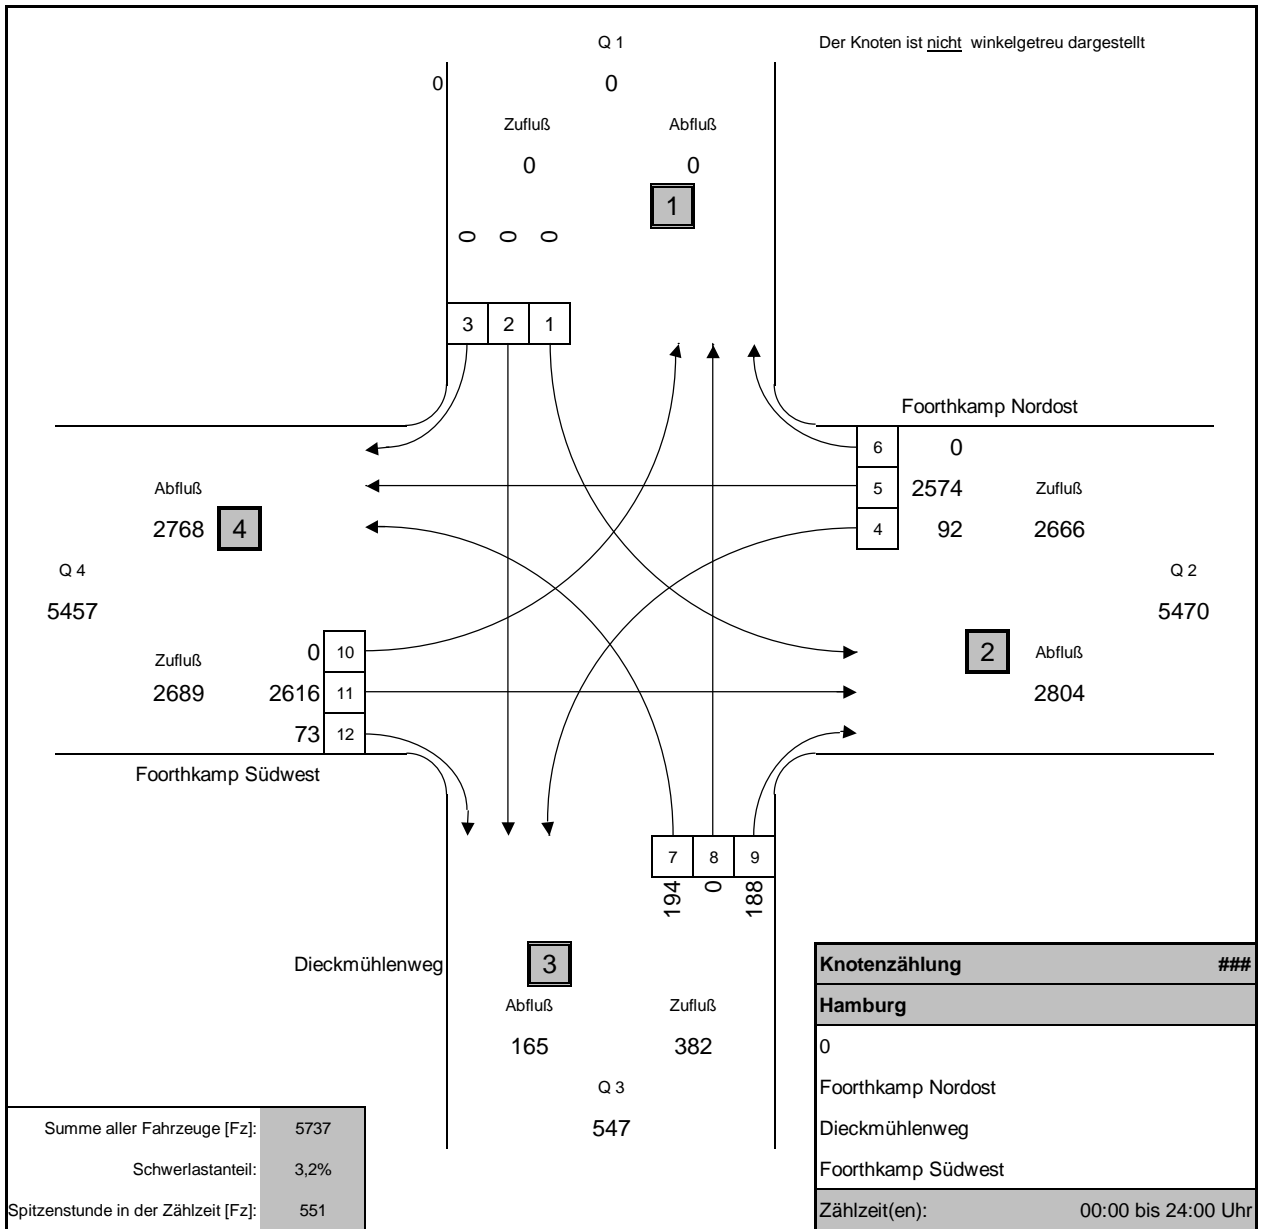 Q 1
Der Knoten ist nicht winkelgetreu dargestellt
0
0
Zufluß
Abfluß
0
0
1
0 0 0
3 2 1
Foorthkamp Nordost
6 0
Abfluß
5 2574
Zufluß
2768 4
4 92
2666
Q 4
Q 2
5457
5470
Zufluß
0 10
2
Abfluß
2689
2616 11
2804
73 12
Foorthkamp Südwest
7 8 9
194 0 188
Dieckmühlenweg
3
Abfluß
Zufluß
165
382
Q 3
547
Knotenzählung ###
Hamburg
0
Foorthkamp Nordost
Dieckmühlenweg
Foorthkamp Südwest
Zählzeit(en): 00:00 bis 24:00 Uhr
Summe aller Fahrzeuge [Fz]: 5737
Schwerlastanteil: 3,2%
Spitzenstunde in der Zählzeit [Fz]: 551